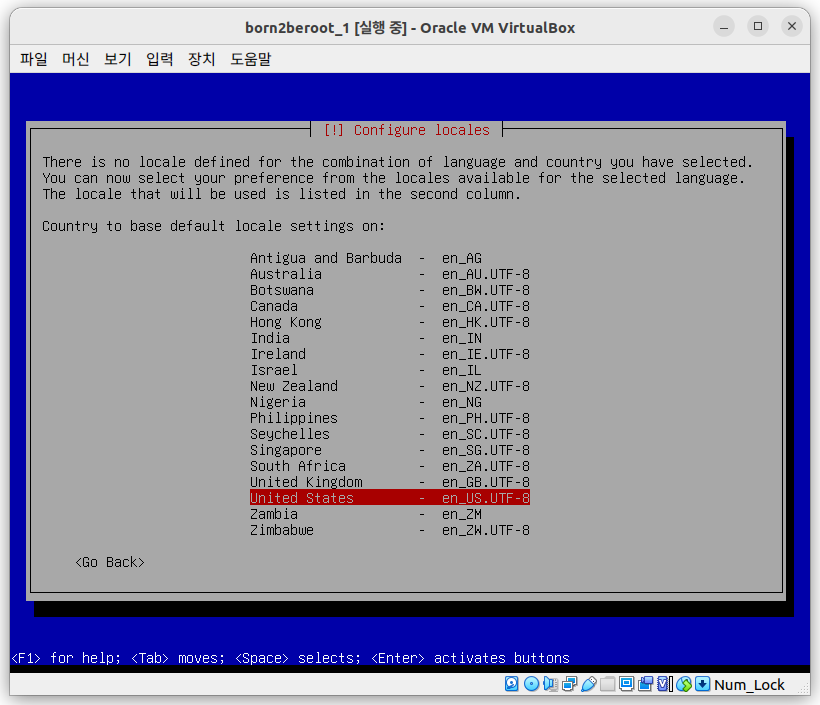 born2beroot_1 [실행 중] - Oracle VM VirtualBox
파일 머신 보기 입력 장치 도움말
[!] Configure locales
There is no locale defined for the combination of language and country you have selected.
You can now select your preference from the locales available for the selected language.
The locale that will be used is listed in the second column.
Country to base default locale settings on:
Antigua and Barbuda - en_AG
Australia - en_AU.UTF-8
Botswana - en_BW.UTF-8
Canada - en_CA.UTF-8
Hong Kong - en_HK.UTF-8
India - en_IN
Ireland - en_IE.UTF-8
Israel - en_IL
New Zealand - en_NZ.UTF-8
Nigeria - en_NG
Philippines - en_PH.UTF-8
Seychelles - en_SC.UTF-8
Singapore - en_SG.UTF-8
South Africa - en_ZA.UTF-8
United Kingdom - en_GB.UTF-8
United States - en_US.UTF-8
Zambia - en_ZM
Zimbabwe - en_ZW.UTF-8
<Go Back>
<F1> for help; <Tab> moves; <Space> selects; <Enter> activates buttons
Num_Lock